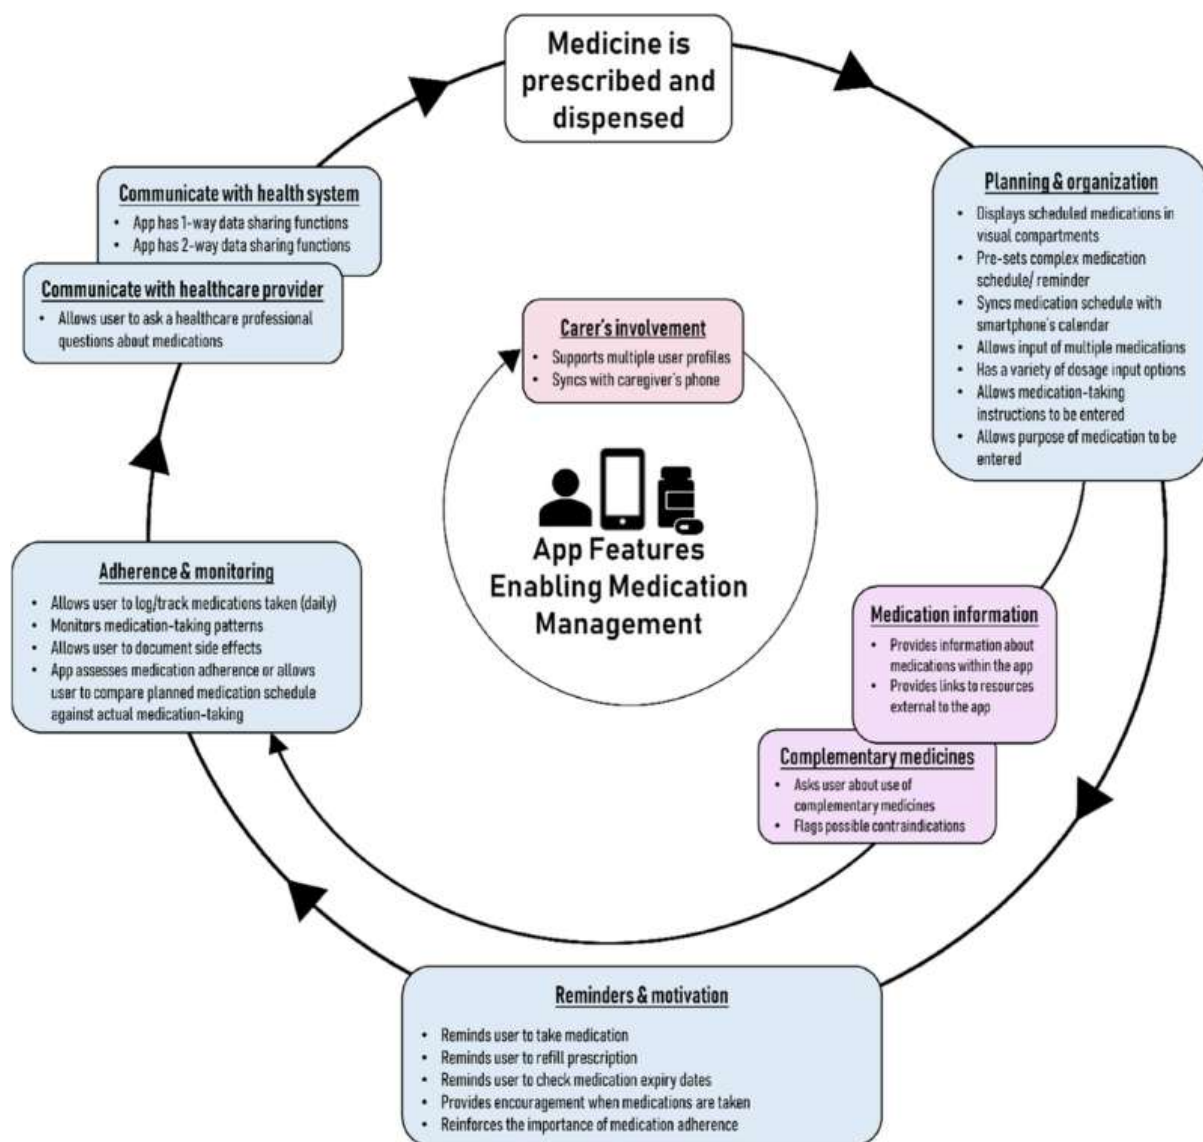 Medicine is
prescribed and
dispensed
Communicate with health system
• App has 1-way data sharing functions
• App has 2-way data sharing functions
Communicate with healthcare provider
• Allows user to ask a healthcare professional
questions about medications
Planning & organization
• Displays scheduled medications in
visual compartments
• Pre-sets complex medication
schedule/ reminder
• Syncs medication schedule with
smartphone's calendar
• Allows input of multiple medications
• Has a variety of dosage input options
• Allows medication-taking
instructions to be entered
• Allows purpose of medication to be
entered
Carer's involvement
• Supports multiple user profiles
• Syncs with caregiver's phone
App Features
Enabling Medication
Management
Adherence & monitoring
• Allows user to log/track medications taken (daily)
• Monitors medication-taking patterns
• Allows user to document side effects
• App assesses medication adherence or allows
user to compare planned medication schedule
against actual medication-taking
Medication information
• Provides information about
medications within the app
• Provides links to resources
external to the app
Complementary medicines
• Asks user about use of
complementary medicines
• Flags possible contraindications
Reminders & motivation
• Reminds user to take medication
• Reminds user to refill prescription
• Reminds user to check medication expiry dates
• Provides encouragement when medications are taken
• Reinforces the importance of medication adherence